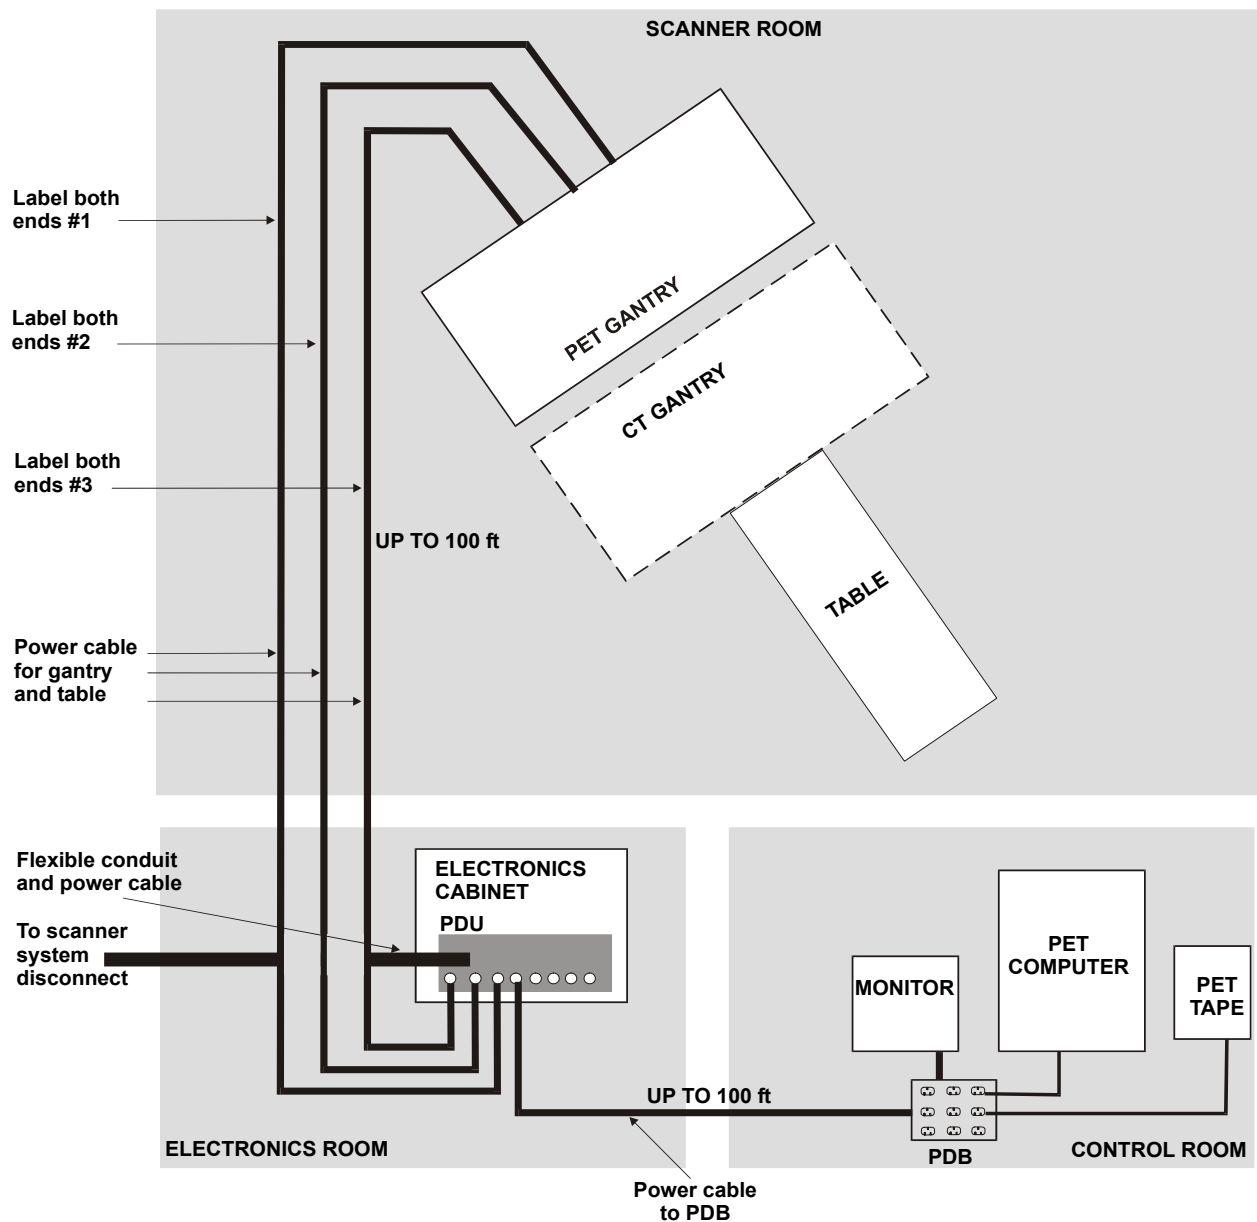 SCANNER ROOM
Label both
ends #1
PET GANTRY
Label both
ends #2
CT GANTRY
Label both
ends #3
UP TO 100 ft
TABLE
Power cable
for gantry
and table
Flexible conduit
and power cable
ELECTRONICS
CABINET
PDU
To scanner
system
disconnect
MONITOR
PET
COMPUTER
PET
TAPE
UP TO 100 ft
ELECTRONICS ROOM
PDB
CONTROL ROOM
Power cable
to PDB